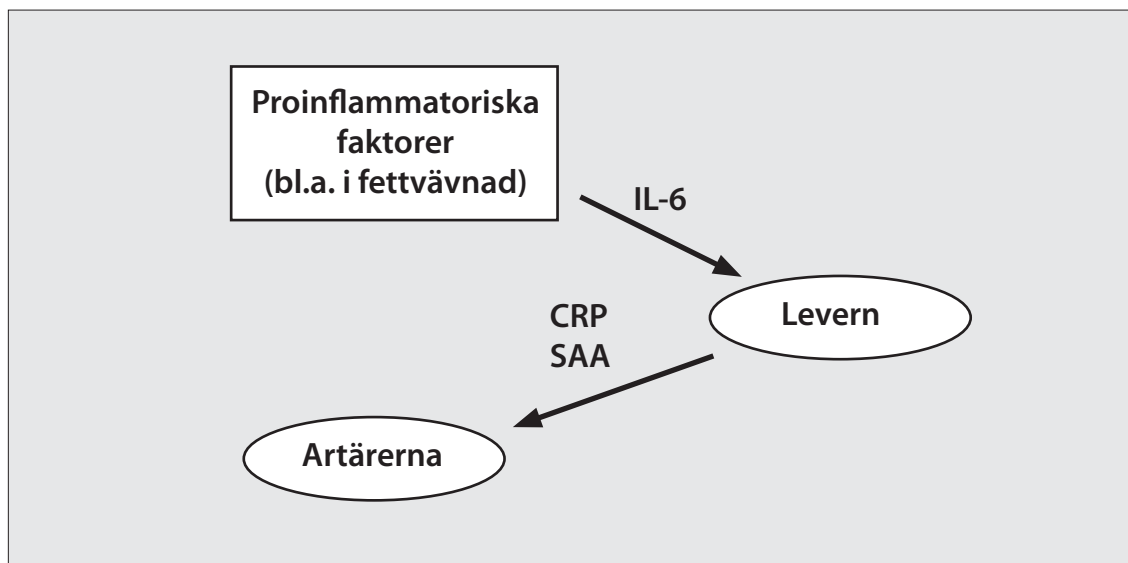 Proinflammatoriska
faktorer
(bl.a. i fettvävnad)
IL-6
Levern
CRP
SAA
Artärerna